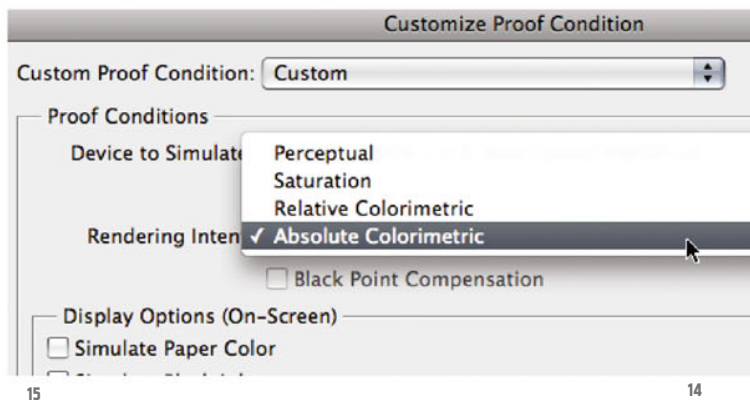 Customize Proof Condition
Custom Proof Condition: Custom
Proof Conditions
Device to Simulate
Perceptual
Saturation
Relative Colorimetric
Rendering Inten ✓ Absolute Colorimetric
Black Point Compensation
Display Options (On-Screen)
Simulate Paper Color
15 14